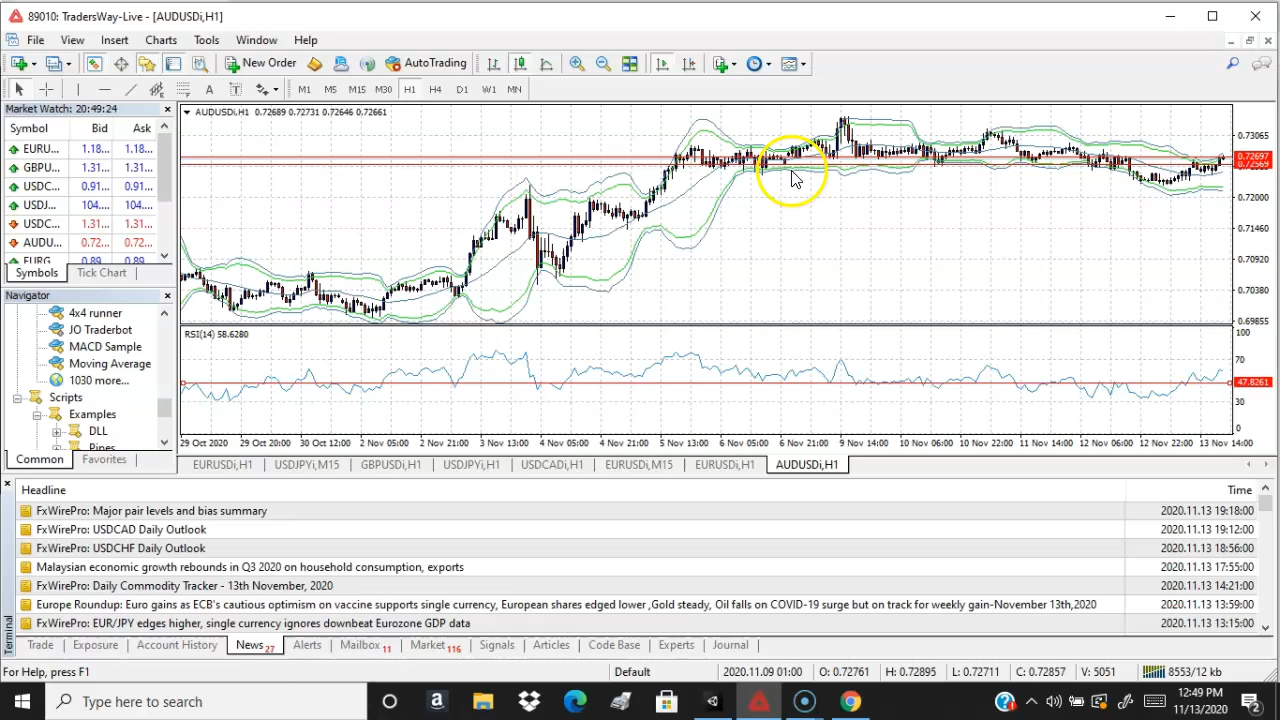 89010: TradersWay-Live - [AUDUSDi,H1]
File View Insert Charts Tools Window Help
New Order AutoTrading
M1 M5 M15 M30 H1 H4 D1 W1 MN
Market Watch: 20:49:24
Symbol Bid Ask
EURU... 1.18... 1.18...
GBPU... 1.31... 1.31...
USDC... 0.91... 0.91...
USDJ... 104.... 104....
USDC... 1.31... 1.31...
AUDU... 0.72... 0.72...
EURG... 0.89... 0.89...
Symbols Tick Chart
Navigator
4x4 runner
JO Traderbot
MACD Sample
Moving Average
1030 more...
Scripts
Examples
DLL
Pipes
Common Favorites
AUDUSDi,H1 0.72689 0.72731 0.72646 0.72661
0.73065
0.72697
0.72569
0.72000
0.71460
0.70920
0.70380
0.69855
RSI(14) 58.6280
100
70
47.8261
30
0
29 Oct 2020 29 Oct 20:00 30 Oct 12:00 2 Nov 05:00 2 Nov 21:00 3 Nov 13:00 4 Nov 05:00 4 Nov 21:00 5 Nov 13:00 6 Nov 05:00 6 Nov 21:00 9 Nov 14:00 10 Nov 06:00 10 Nov 22:00 11 Nov 14:00 12 Nov 06:00 12 Nov 22:00 13 Nov 14:00
EURUSDi,H1 USDJPYi,M15 GBPUSDi,H1 USDJPYi,H1 USDCADi,H1 EURUSDi,M15 EURUSDi,H1 AUDUSDi,H1
Headline Time
FxWirePro: Major pair levels and bias summary 2020.11.13 19:18:00
FxWirePro: USDCAD Daily Outlook 2020.11.13 19:12:00
FxWirePro: USDCHF Daily Outlook 2020.11.13 18:56:00
Malaysian economic growth rebounds in Q3 2020 on household consumption, exports 2020.11.13 17:55:00
FxWirePro: Daily Commodity Tracker - 13th November, 2020 2020.11.13 14:21:00
Europe Roundup: Euro gains as ECB's cautious optimism on vaccine supports single currency, European shares edged lower ,Gold steady, Oil falls on COVID-19 surge but on track for weekly gain-November 13th,2020 2020.11.13 13:59:00
FxWirePro: EUR/JPY edges higher, single currency ignores downbeat Eurozone GDP data 2020.11.13 13:15:00
Terminal
Trade Exposure Account History News 27 Alerts Mailbox 11 Market 116 Signals Articles Code Base Experts Journal
For Help, press F1 Default 2020.11.09 01:00 O: 0.72761 H: 0.72895 L: 0.72711 C: 0.72857 V: 5051 8553/12 kb
Type here to search
12:49 PM
11/13/2020
2